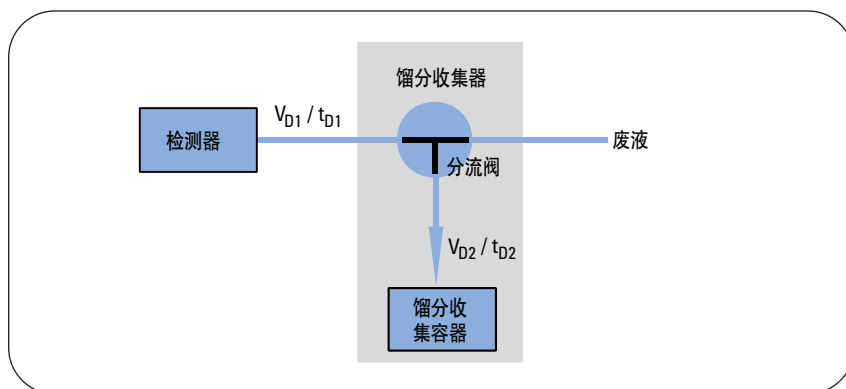 馏分收集器
V_D1 / t_D1
检测器
废液
分流阀
V_D2 / t_D2
馏分收
集容器